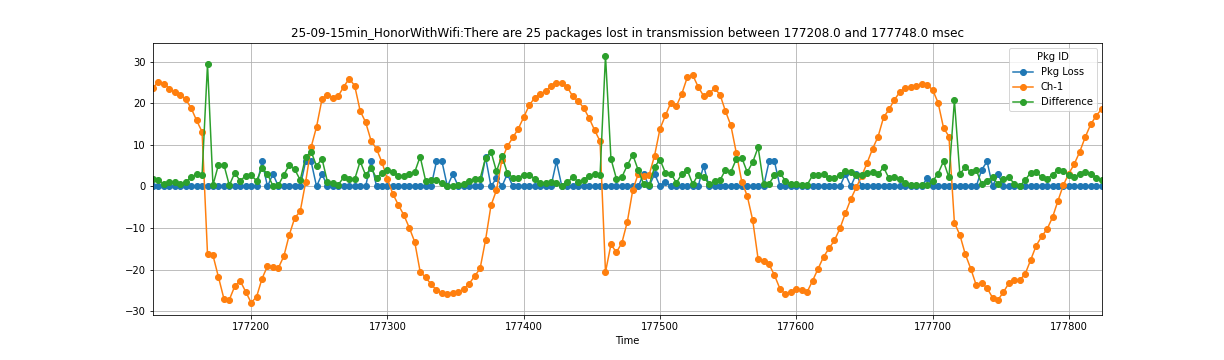 25-09-15min_HonorWithWifi:There are 25 packages lost in transmission between 177208.0 and 177748.0 msec
Pkg ID
Pkg Loss
Ch-1
Difference
30
20
10
0
−10
−20
−30
177200 177300 177400 177500 177600 177700 177800
Time